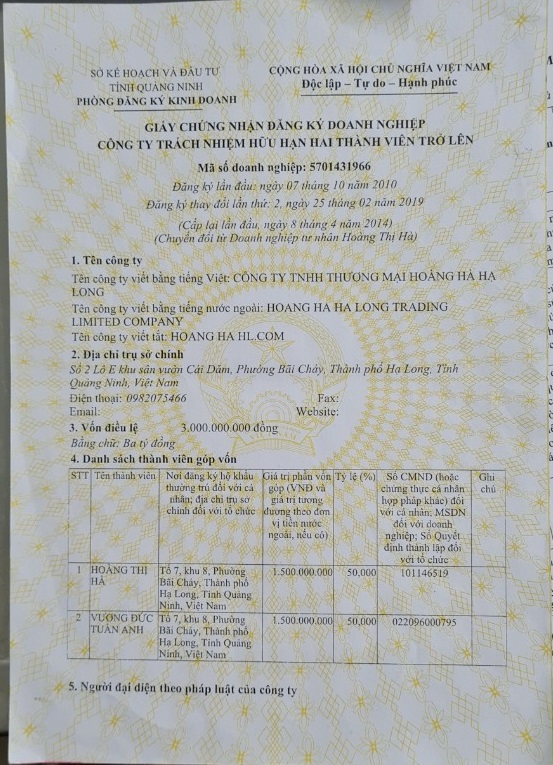 SỞ KẾ HOẠCH VÀ ĐẦU TƯ
TỈNH QUẢNG NINH
PHÒNG ĐĂNG KÝ KINH DOANH
CỘNG HÒA XÃ HỘI CHỦ NGHĨA VIỆT NAM
Độc lập – Tự do – Hạnh phúc
GIẤY CHỨNG NHẬN ĐĂNG KÝ DOANH NGHIỆP
CÔNG TY TRÁCH NHIỆM HỮU HẠN HAI THÀNH VIÊN TRỞ LÊN
Mã số doanh nghiệp: 5701431966
Đăng ký lần đầu: ngày 07 tháng 10 năm 2010
Đăng ký thay đổi lần thứ: 2, ngày 25 tháng 02 năm 2019
(Cấp lại lần đầu, ngày 8 tháng 4 năm 2014)
(Chuyển đổi từ Doanh nghiệp tư nhân Hoàng Thị Hà)
1. Tên công ty
Tên công ty viết bằng tiếng Việt: CÔNG TY TNHH THƯƠNG MẠI HOÀNG HÀ HẠ
LONG
Tên công ty viết bằng tiếng nước ngoài: HOANG HA HA LONG TRADING
LIMITED COMPANY
Tên công ty viết tắt: HOANG HA HL.COM
2. Địa chỉ trụ sở chính
Số 2 Lô E khu sân vườn Cái Dăm, Phường Bãi Cháy, Thành phố Hạ Long, Tỉnh
Quảng Ninh, Việt Nam
Điện thoại: 0982075466 Fax:
Email: Website:
3. Vốn điều lệ 3.000.000.000 đồng
Bằng chữ: Ba tỷ đồng
4. Danh sách thành viên góp vốn
STT Tên thành viên Nơi đăng ký hộ khẩu Giá trị phần vốn Tỷ lệ (%) Số CMND (hoặc Ghi
thường trú đối với cá góp (VNĐ và chứng thực cá nhân chú
nhân; địa chỉ trụ sở giá trị tương hợp pháp khác) đối
chính đối với tổ chức đương theo đơn với cá nhân; MSDN
vị tiền nước đối với doanh
ngoài, nếu có) nghiệp; Số Quyết
định thành lập đối
với tổ chức
1 HOÀNG THỊ Tổ 7, khu 8, Phường 1.500.000.000 50,000 101146519
HÀ Bãi Cháy, Thành phố
Hạ Long, Tỉnh Quảng
Ninh, Việt Nam
2 VƯƠNG ĐỨC Tổ 7, khu 8, Phường 1.500.000.000 50,000 022096000795
TUẤN ANH Bãi Cháy, Thành phố
Hạ Long, Tỉnh Quảng
Ninh, Việt Nam
5. Người đại diện theo pháp luật của công ty